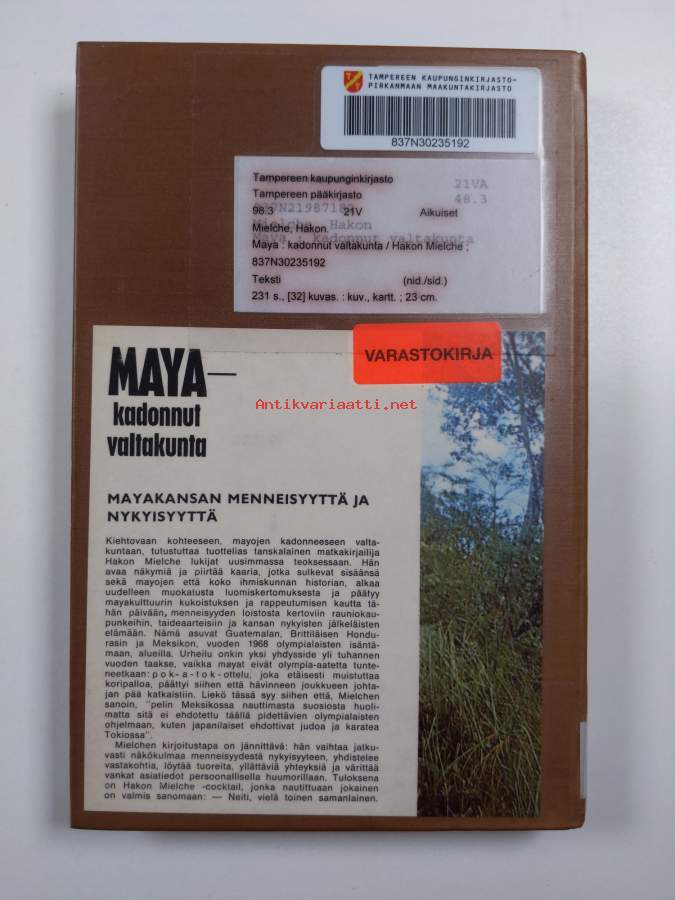 TAMPEREEN KAUPUNGINKIRJASTO-
PIRKANMAAN MAAKUNTAKIRJASTO
837N30235192
Tampereen kaupunginkirjasto
21VA
Tampereen pääkirjasto
48.3
98.3 21V Aikuiset
Mielche, Hakon
Mielche, Hakon.
Maya : kadonnut valtakunta
Maya : kadonnut valtakunta / Hakon Mielche ;
837N30235192
Teksti (nid./sid.)
231 s., [32] kuvas. : kuv., kartt. ; 23 cm.
VARASTOKIRJA
MAYA—
kadonnut
valtakunta
Antikvariaatti.net
MAYAKANSAN MENNEISYYTTÄ JA
NYKYISYYTTÄ
Kiehtovaan kohteeseen, mayojen kadonneeseen valta-
kuntaan, tutustuttaa tuottelias tanskalainen matkakirjailija
Hakon Mielche lukijat uusimmassa teoksessaan. Hän
avaa näkymiä ja piirtää kaaria, jotka sulkevat sisäänsä
sekä mayojen että koko ihmiskunnan historian, alkaa
uudelleen muokatusta luomiskertomuksesta ja päätyy
mayakulttuurin kukoistuksen ja rappeutumisen kautta tä-
hän päivään, menneisyyden loistosta kertoviin rauniokau-
punkeihin, taideaarteisiin ja kansan nykyisten jälkeläisten
elämään. Nämä asuvat Guatemalan, Brittiläisen Hondu-
rasin ja Meksikon, vuoden 1968 olympialaisten isäntä-
maan, alueilla. Urheilu onkin yksi yhdysside yli tuhannen
vuoden taakse, vaikka mayat eivät olympia-aatetta tunte-
neetkaan: pok-a-tok-ottelu, joka etäisesti muistuttaa
koripalloa, päättyi siihen että hävinneen joukkueen johta-
jan pää katkaistiin. Liekö tässä syy siihen että, Mielchen
sanoin, "pelin Meksikossa nauttimasta suosiosta huoli-
matta sitä ei ehdotettu täällä pidettävien olympialaisten
ohjelmaan, kuten japanilaiset ehdottivat judoa ja karatea
Tokiossa".
Mielchen kirjoitustapa on jännittävä: hän vaihtaa jatku-
vasti näkökulmaa menneisyydestä nykyisyyteen, yhdistelee
vastakohtia, löytää tuoreita, yllättäviä yhteyksiä ja värittää
vankat asiatiedot persoonallisella huumorillaan. Tuloksena
on Hakon Mielche -cocktail, jonka nautittuaan jokainen
on valmis sanomaan: — Neiti, vielä toinen samanlainen.